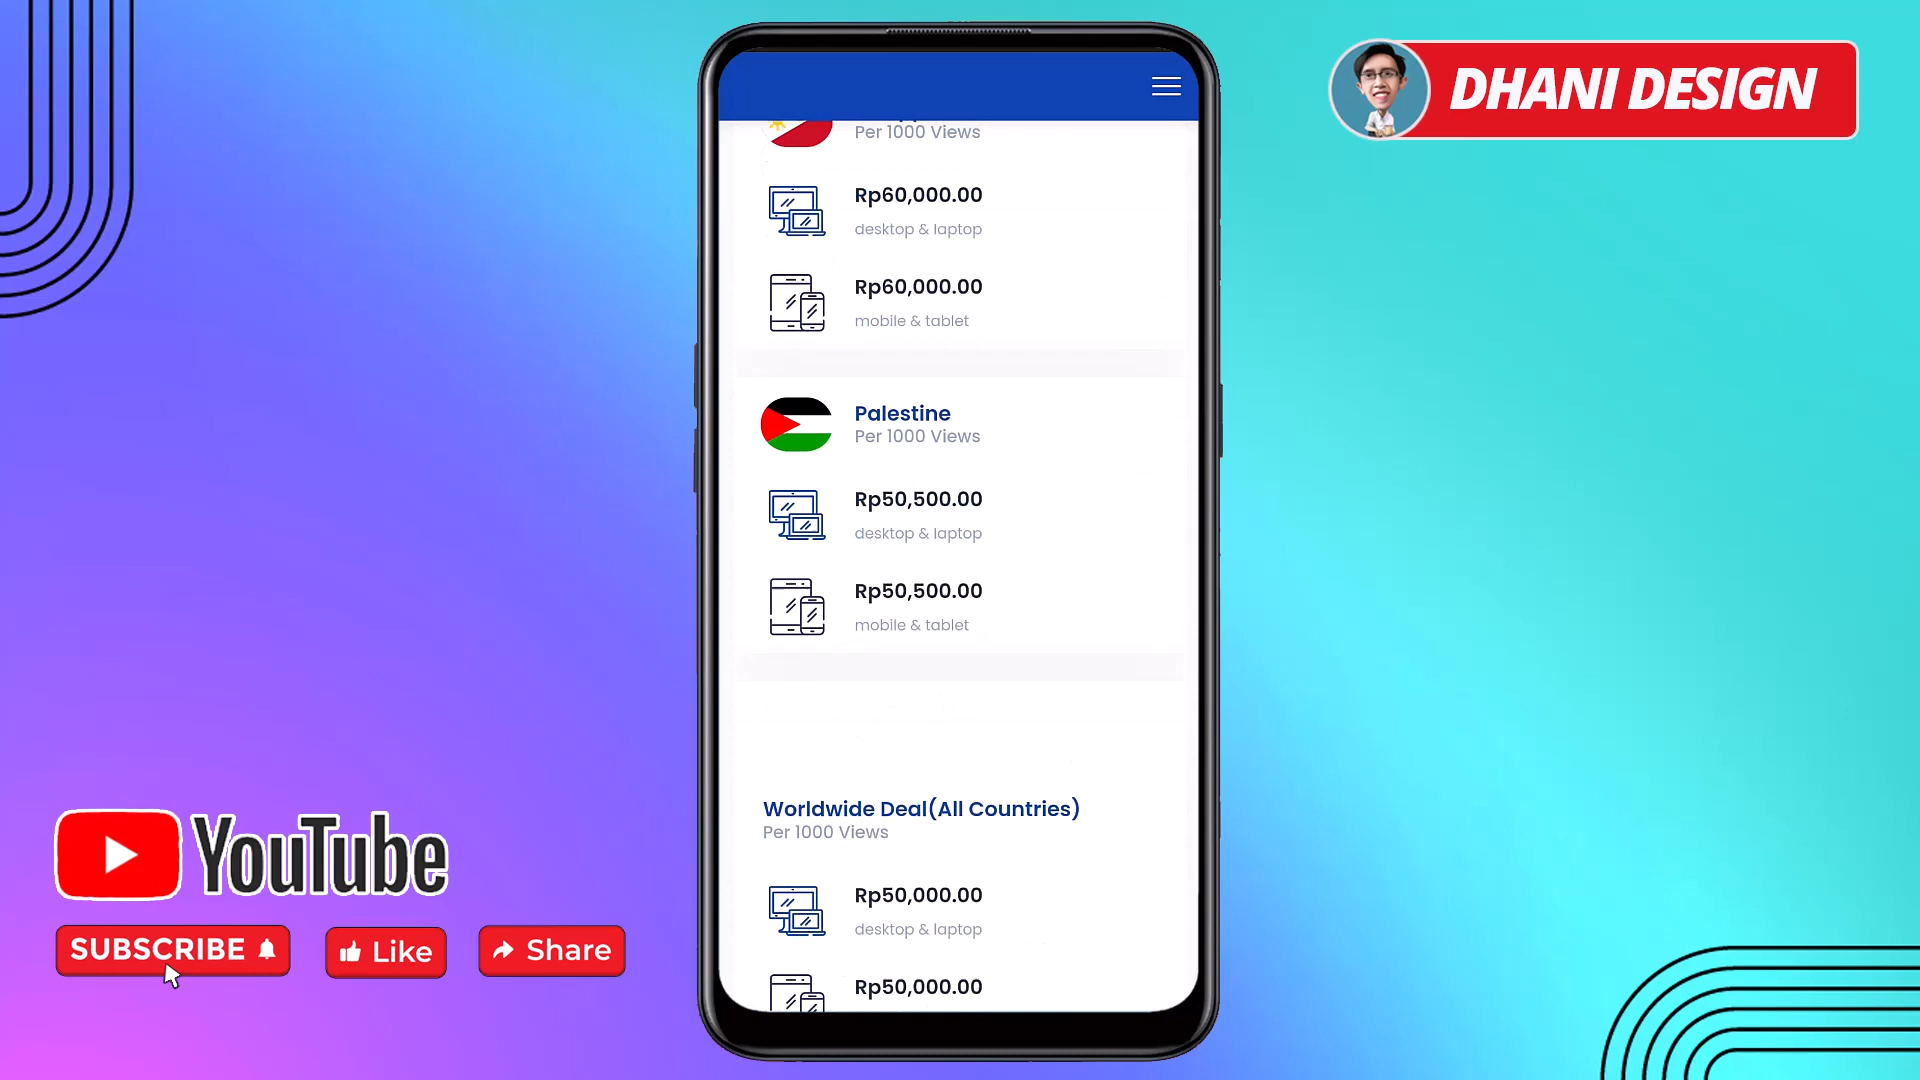 DHANI DESIGN
Per 1000 Views
Rp60,000.00
desktop & laptop
Rp60,000.00
mobile & tablet
Palestine
Per 1000 Views
Rp50,500.00
desktop & laptop
Rp50,500.00
mobile & tablet
Worldwide Deal(All Countries)
Per 1000 Views
Rp50,000.00
desktop & laptop
Rp50,000.00
YouTube
SUBSCRIBE
Like
Share